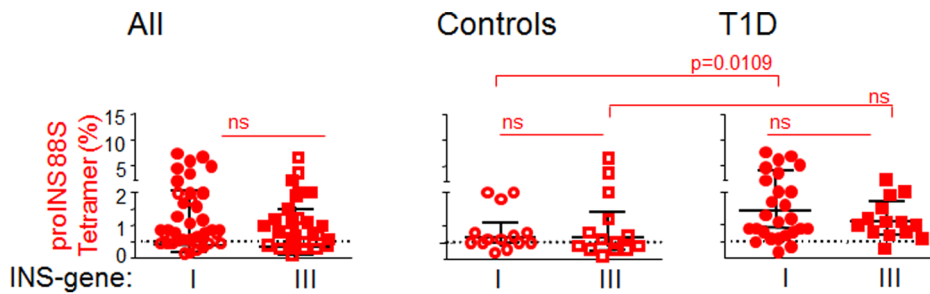 All Controls T1D
p=0.0109
ns
ns ns ns
proINS88S
Tetramer (%)
15
10
5
2
1
0
INS-gene: I III I III I III